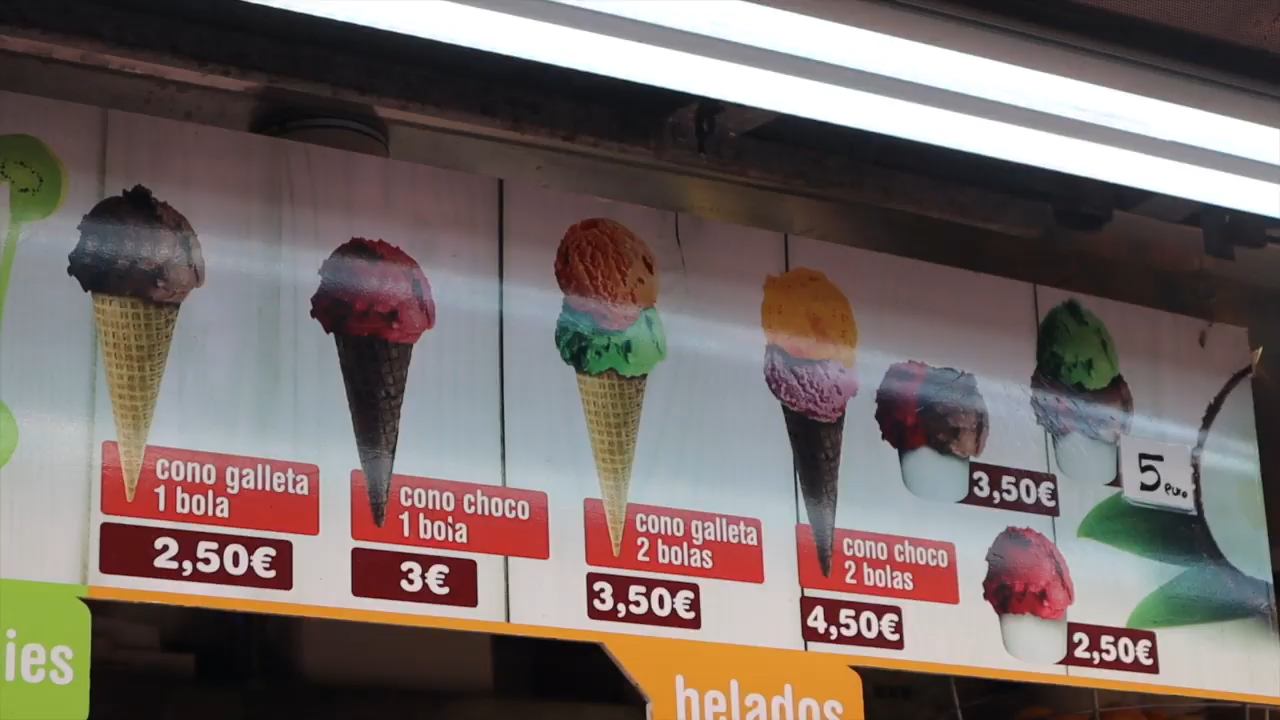 cono galleta
1 bola
2,50€
cono choco
1 bola
3€
cono galleta
2 bolas
3,50€
cono choco
2 bolas
4,50€
3,50€
5 euro
2,50€
ies
helados